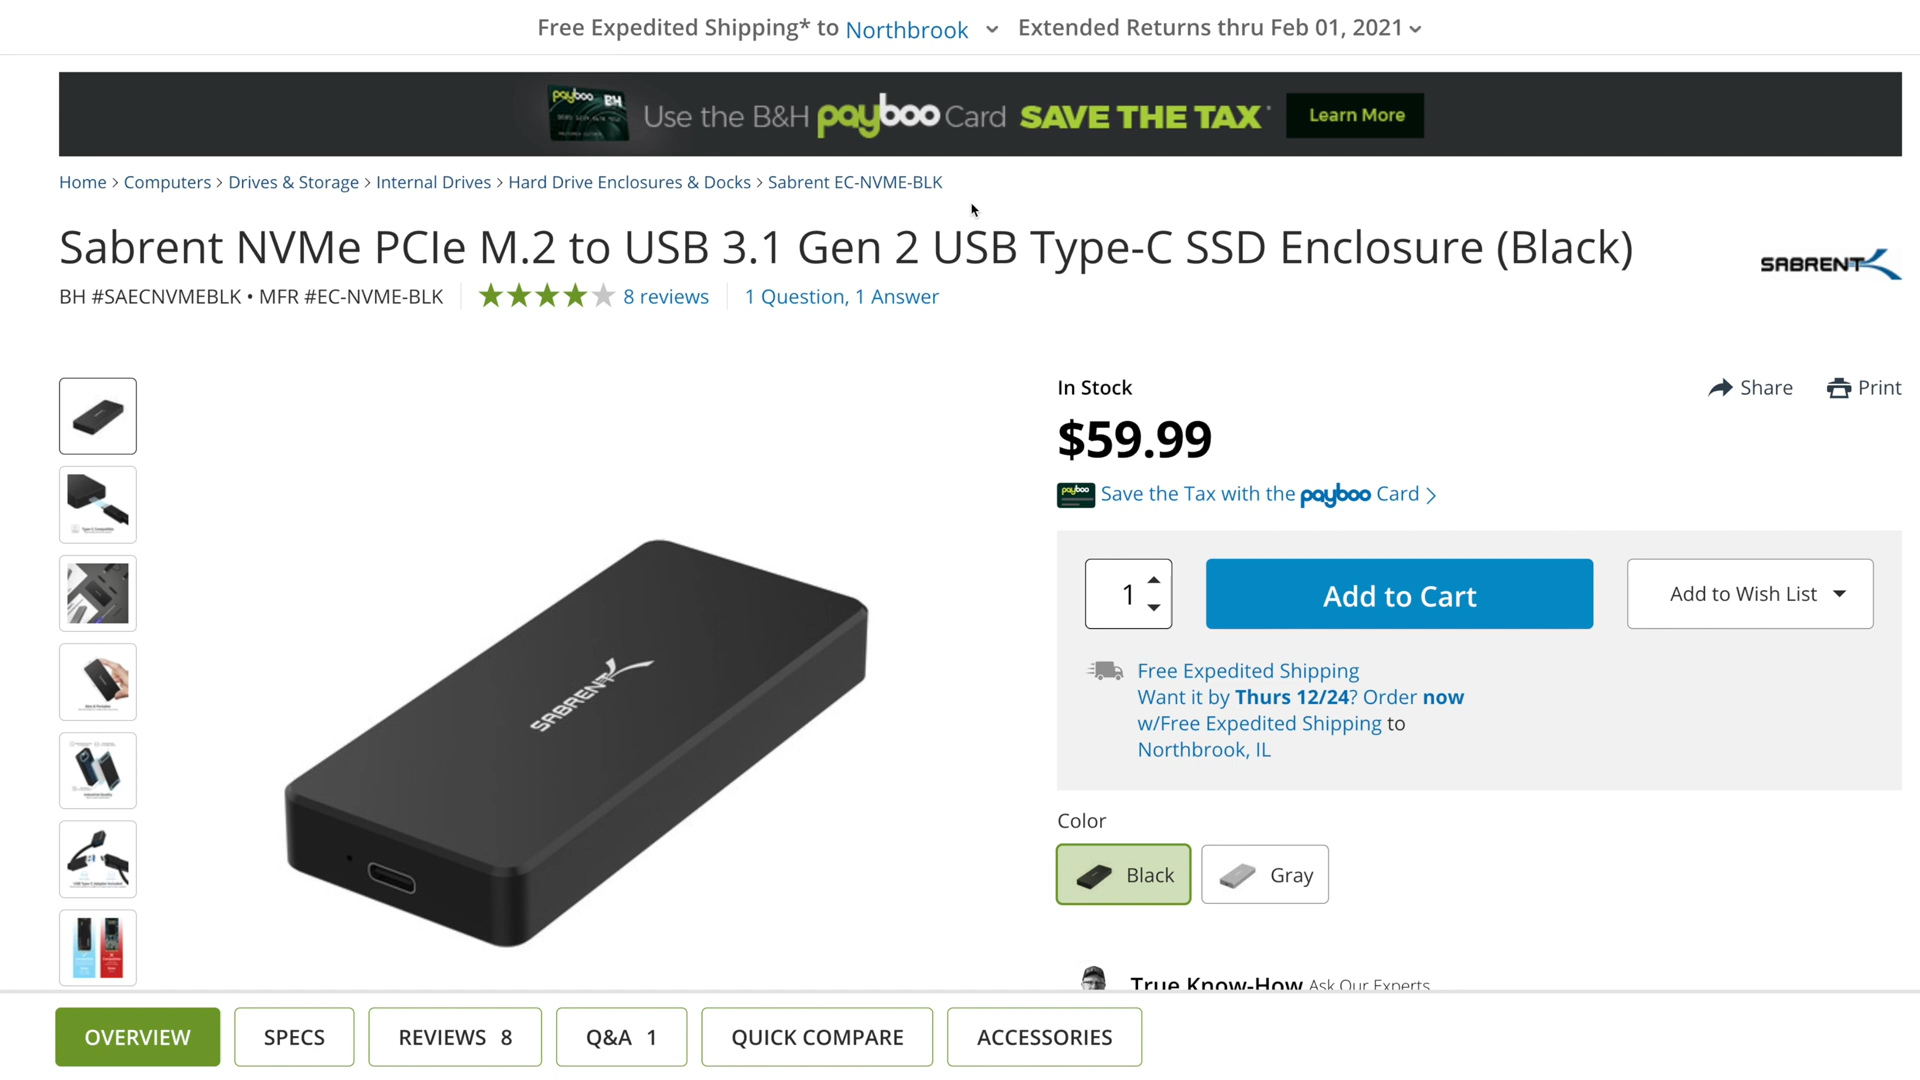 Free Expedited Shipping* to Northbrook
Extended Returns thru Feb 01, 2021
payboo BH
Use the B&H payboo Card SAVE THE TAX* Learn More
Home > Computers > Drives & Storage > Internal Drives > Hard Drive Enclosures & Docks > Sabrent EC-NVME-BLK
Sabrent NVMe PCIe M.2 to USB 3.1 Gen 2 USB Type-C SSD Enclosure (Black)
SABRENT
BH #SAECNVMEBLK • MFR #EC-NVME-BLK
8 reviews
1 Question, 1 Answer
In Stock
Share
Print
$59.99
payboo
Save the Tax with the payboo Card >
1
Add to Cart
Add to Wish List
Free Expedited Shipping
Want it by Thurs 12/24? Order now
w/Free Expedited Shipping to
Northbrook, IL
SABRENT
Color
Black
Gray
True Know-How Ask Our Experts
OVERVIEW
SPECS
REVIEWS 8
Q&A 1
QUICK COMPARE
ACCESSORIES